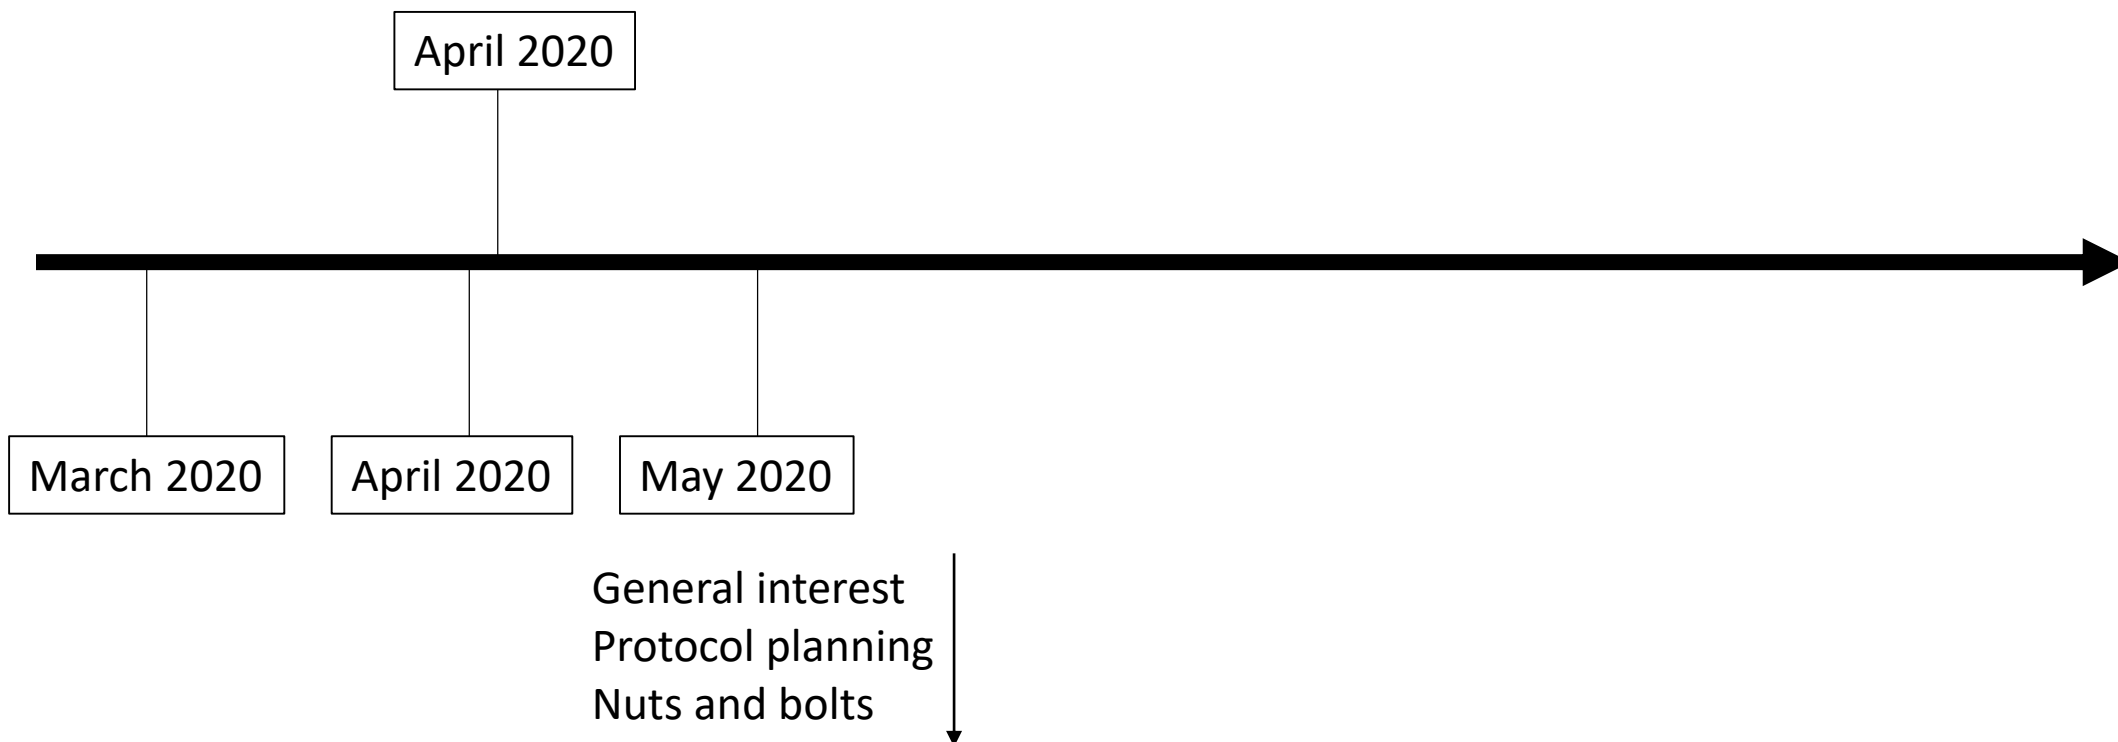 April 2020
March 2020
April 2020
May 2020
General interest
Protocol planning
Nuts and bolts